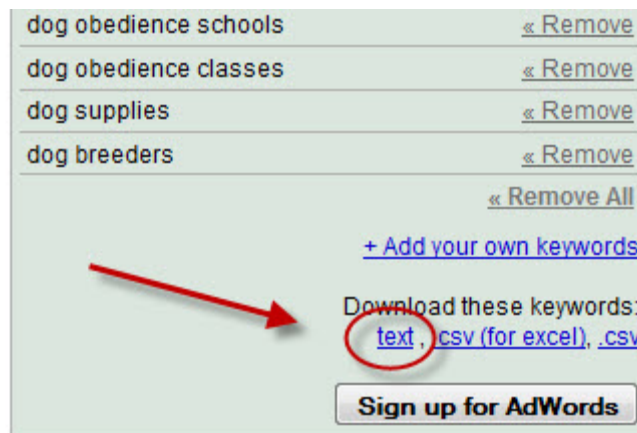 dog obedience schools « Remove
dog obedience classes « Remove
dog supplies « Remove
dog breeders « Remove
« Remove All
+ Add your own keywords
Download these keywords:
text , .csv (for excel), .csv
Sign up for AdWords